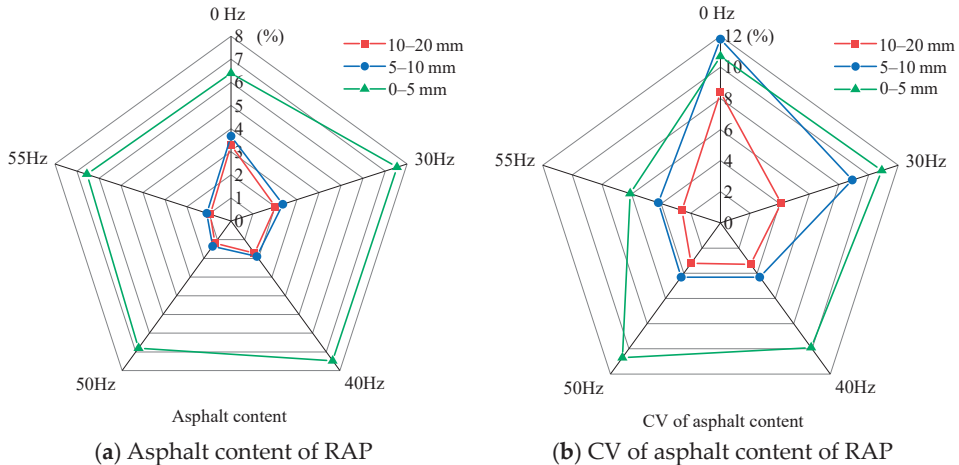 0 Hz
(%)
8
7
6
5
4
3
2
1
0
10–20 mm
5–10 mm
0–5 mm
55Hz
30Hz
50Hz
40Hz
Asphalt content
(a) Asphalt content of RAP
0 Hz
(%)
12
10
8
6
4
2
0
10–20 mm
5–10 mm
0–5 mm
55Hz
30Hz
50Hz
40Hz
CV of asphalt content
(b) CV of asphalt content of RAP